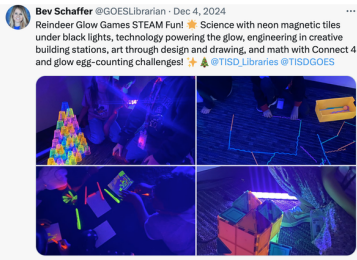 Bev Schaffer @GOESLibrarian · Dec 4, 2024
Reindeer Glow Games STEAM Fun! 🌟 Science with neon magnetic tiles
under black lights, technology powering the glow, engineering in creative
building stations, art through design and drawing, and math with Connect 4
and glow egg-counting challenges! ✨🎄@TISD_Libraries @TISDGOES